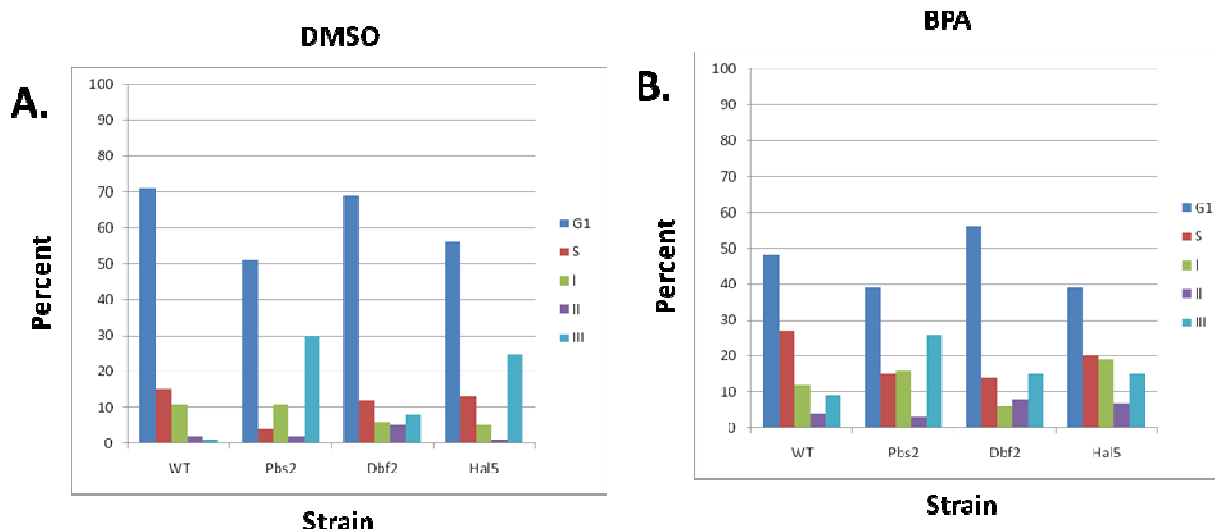 DMSO
A.
100
90
80
70
60
50
40
30
20
10
0
Percent
WT Pbs2 Dbf2 Hal5
Strain
G1
S
I
II
III
BPA
B.
100
90
80
70
60
50
40
30
20
10
0
Percent
WT Pbs2 Dbf2 Hal5
Strain
G1
S
I
II
III